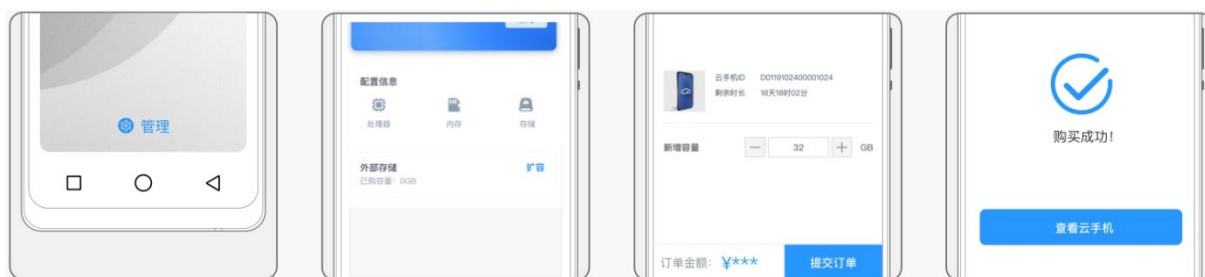 管理
配置信息
处理器 内存 存储
外部存储 扩容
已购容量：0GB
云手机ID D0119102400001024
剩余时长 18天18时02分
新增容量 — 32 + GB
订单金额：¥*** 提交订单
购买成功！
查看云手机